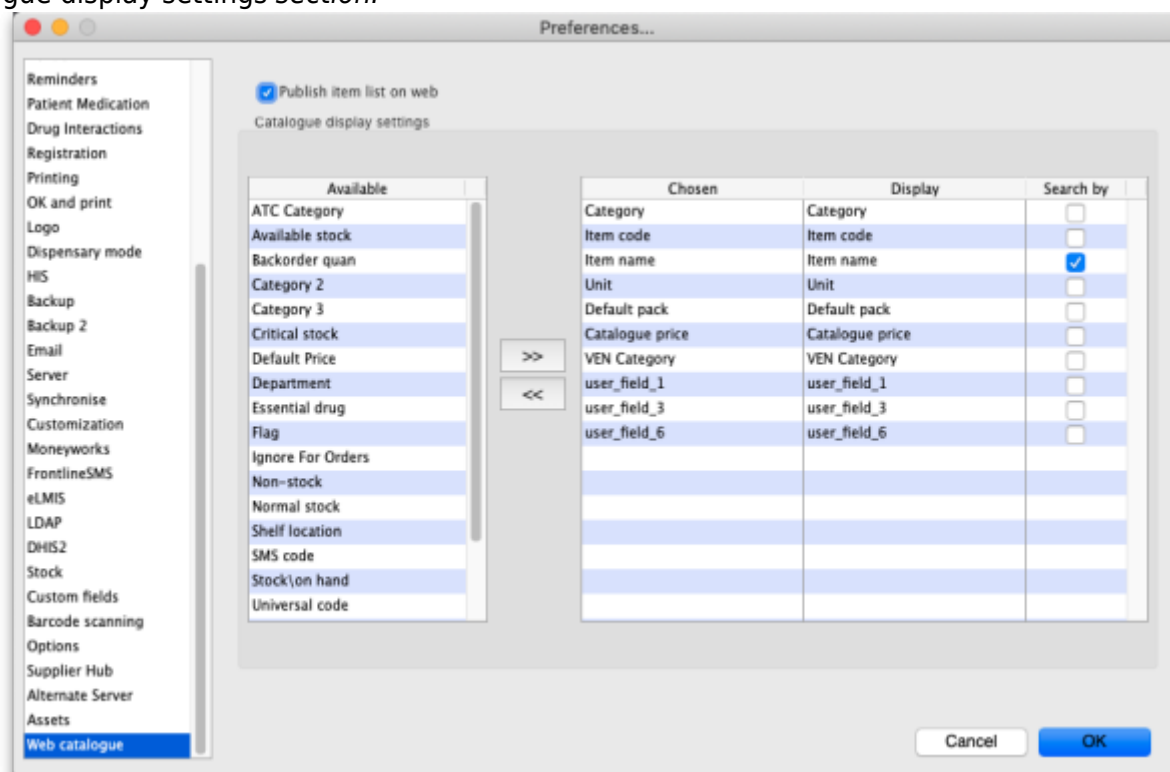 gue display settings section.
Preferences...
Reminders
Patient Medication
Drug Interactions
Registration
Printing
OK and print
Logo
Dispensary mode
HIS
Backup
Backup 2
Email
Server
Synchronise
Customization
Moneyworks
FrontlineSMS
eLMIS
LDAP
DHIS2
Stock
Custom fields
Barcode scanning
Options
Supplier Hub
Alternate Server
Assets
Web catalogue
Publish item list on web
Catalogue display settings
Available
ATC Category
Available stock
Backorder quan
Category 2
Category 3
Critical stock
Default Price
Department
Essential drug
Flag
Ignore For Orders
Non-stock
Normal stock
Shelf location
SMS code
Stock\on hand
Universal code
>>
<<
Chosen Display Search by
Category Category
Item code Item code
Item name Item name
Unit Unit
Default pack Default pack
Catalogue price Catalogue price
VEN Category VEN Category
user_field_1 user_field_1
user_field_3 user_field_3
user_field_6 user_field_6
Cancel OK